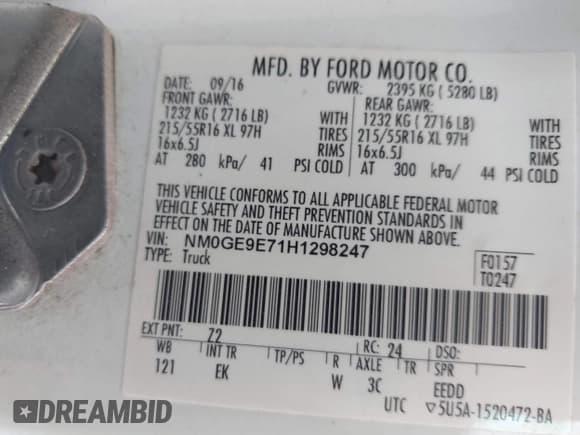 MFD. BY FORD MOTOR CO.
DATE: 09/16 GVWR: 2395 KG ( 5280 LB)
FRONT GAWR: REAR GAWR:
1232 KG ( 2716 LB) WITH 1232 KG ( 2716 LB) WITH
215/55R16 XL 97H TIRES 215/55R16 XL 97H TIRES
16x6.5J RIMS 16x6.5J RIMS
AT 280 kPa/ 41 PSI COLD AT 300 kPa/ 44 PSI COLD
THIS VEHICLE CONFORMS TO ALL APPLICABLE FEDERAL MOTOR
VEHICLE SAFETY AND THEFT PREVENTION STANDARDS IN
EFFECT ON THE DATE OF MANUFACTURE SHOWN ABOVE.
VIN: NM0GE9E71H1298247
TYPE: Truck
F0157
T0247
EXT PNT: Z2 RC: 24 DSO:
WB INT TR TP/PS R AXLE TR SPR
121 EK W 3C EEDD
UTC ▽5U5A-1520472-BA
DEALERSCLUB